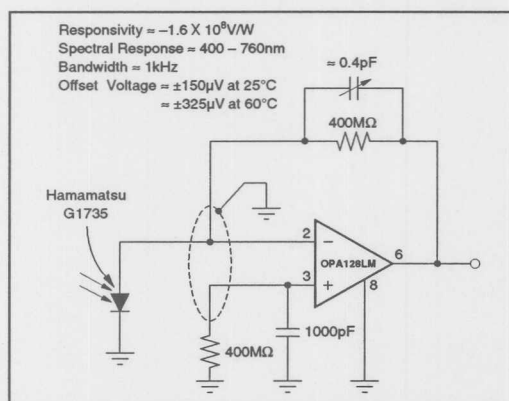 Responsivity ≈ –1.6 X 10⁸V/W
Spectral Response ≈ 400 – 760nm
Bandwidth ≈ 1kHz
Offset Voltage ≈ ±150µV at 25°C
≈ ±325µV at 60°C
≈ 0.4pF
400MΩ
Hamamatsu
G1735
2
–
6
OPA128LM
3
+
8
1000pF
400MΩ